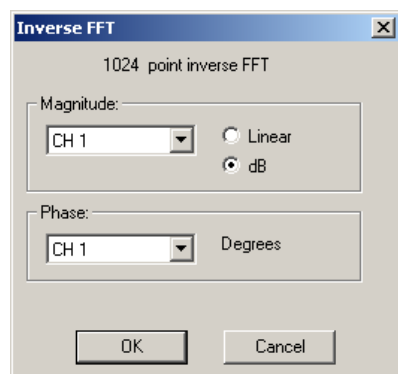 Inverse FFT
1024 point inverse FFT
Magnitude:
CH 1
Linear
dB
Phase:
CH 1
Degrees
OK
Cancel